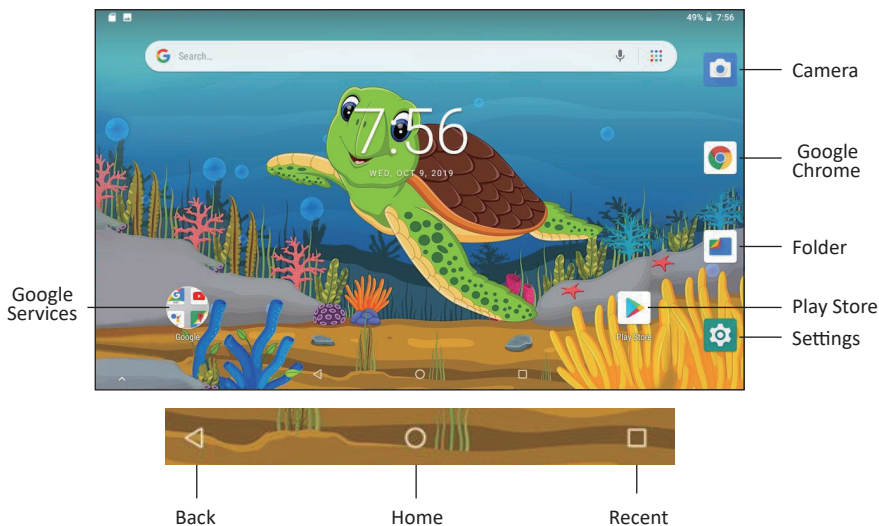 49% 7:56
Search...
Camera
7:56
WED, OCT 9, 2019
Google
Chrome
Folder
Google
Services
Play Store
Settings
Google
Play Store
Back
Home
Recent